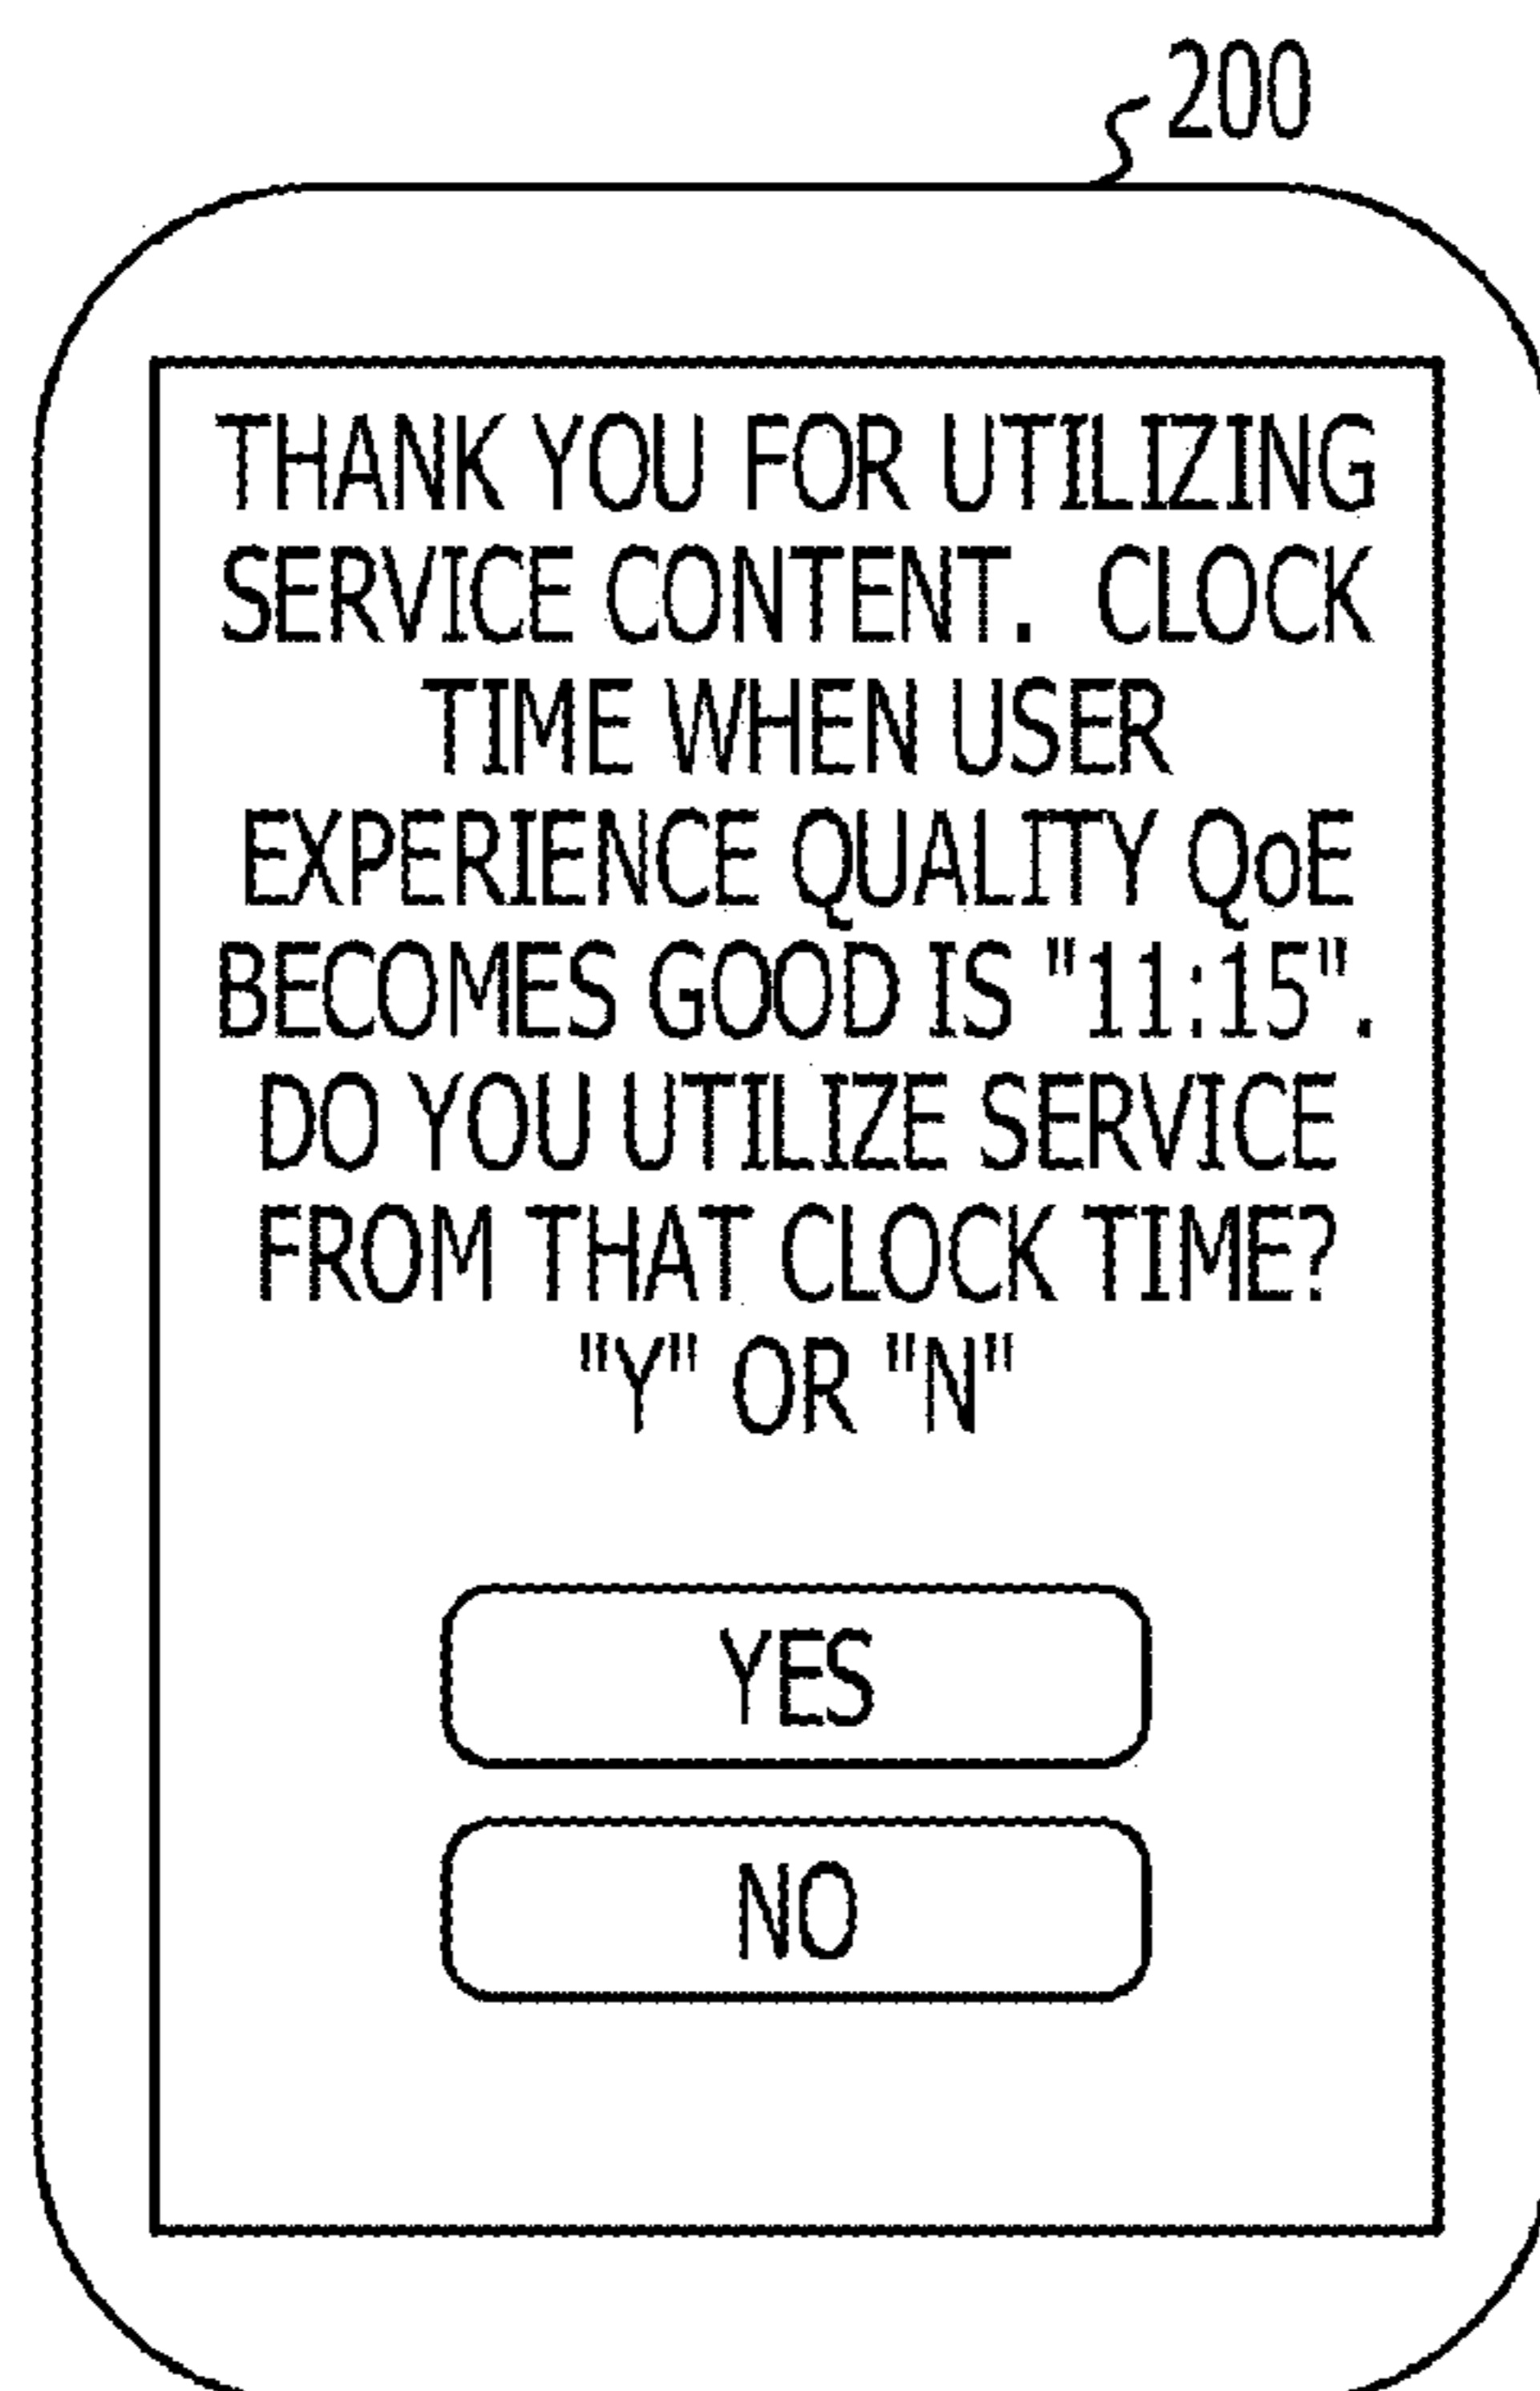 200
THANK YOU FOR UTILIZING
SERVICE CONTENT. CLOCK
TIME WHEN USER
EXPERIENCE QUALITY QoE
BECOMES GOOD IS "11:15".
DO YOU UTILIZE SERVICE
FROM THAT CLOCK TIME?
"Y" OR "N"
YES
NO